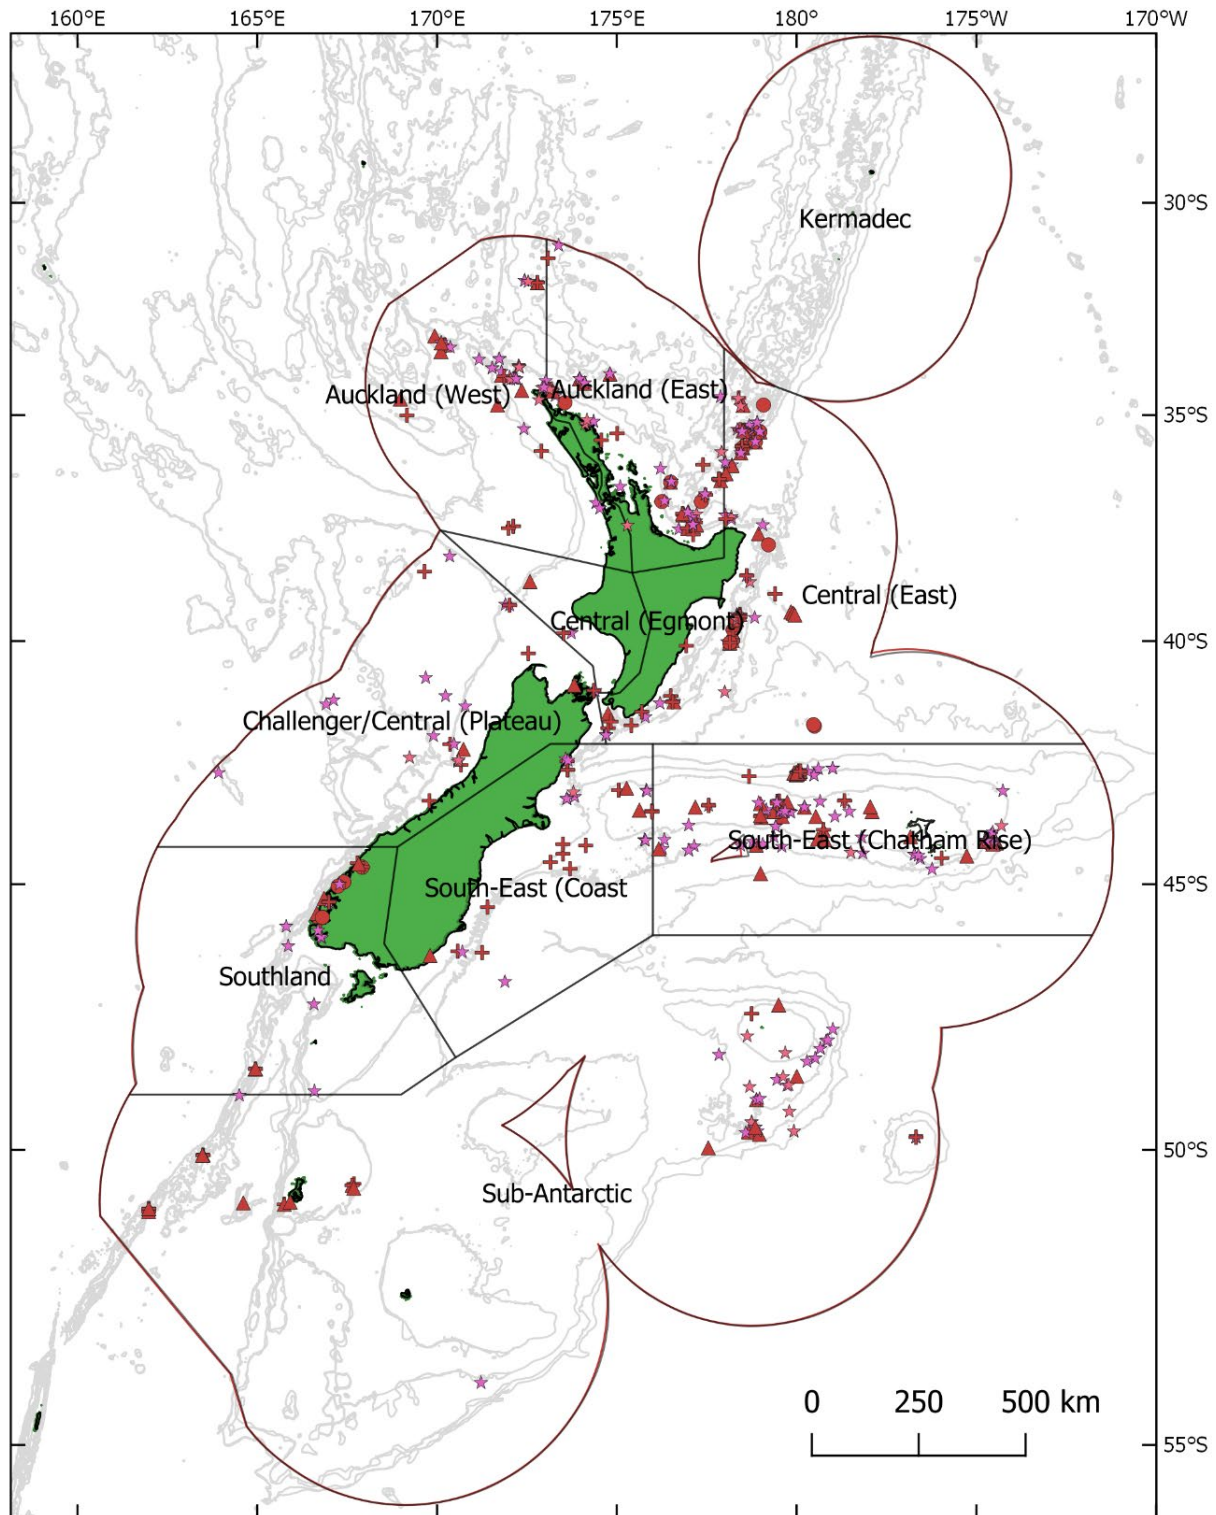 160°E 165°E 170°E 175°E 180° 175°W 170°W
Kermadec
30°S
Auckland (West) Auckland (East)
35°S
Central (East)
Central (Egmont)
40°S
Challenger/Central (Plateau)
South-East (Chatham Rise)
South-East (Coast
45°S
Southland
50°S
Sub-Antarctic
0 250 500 km
55°S